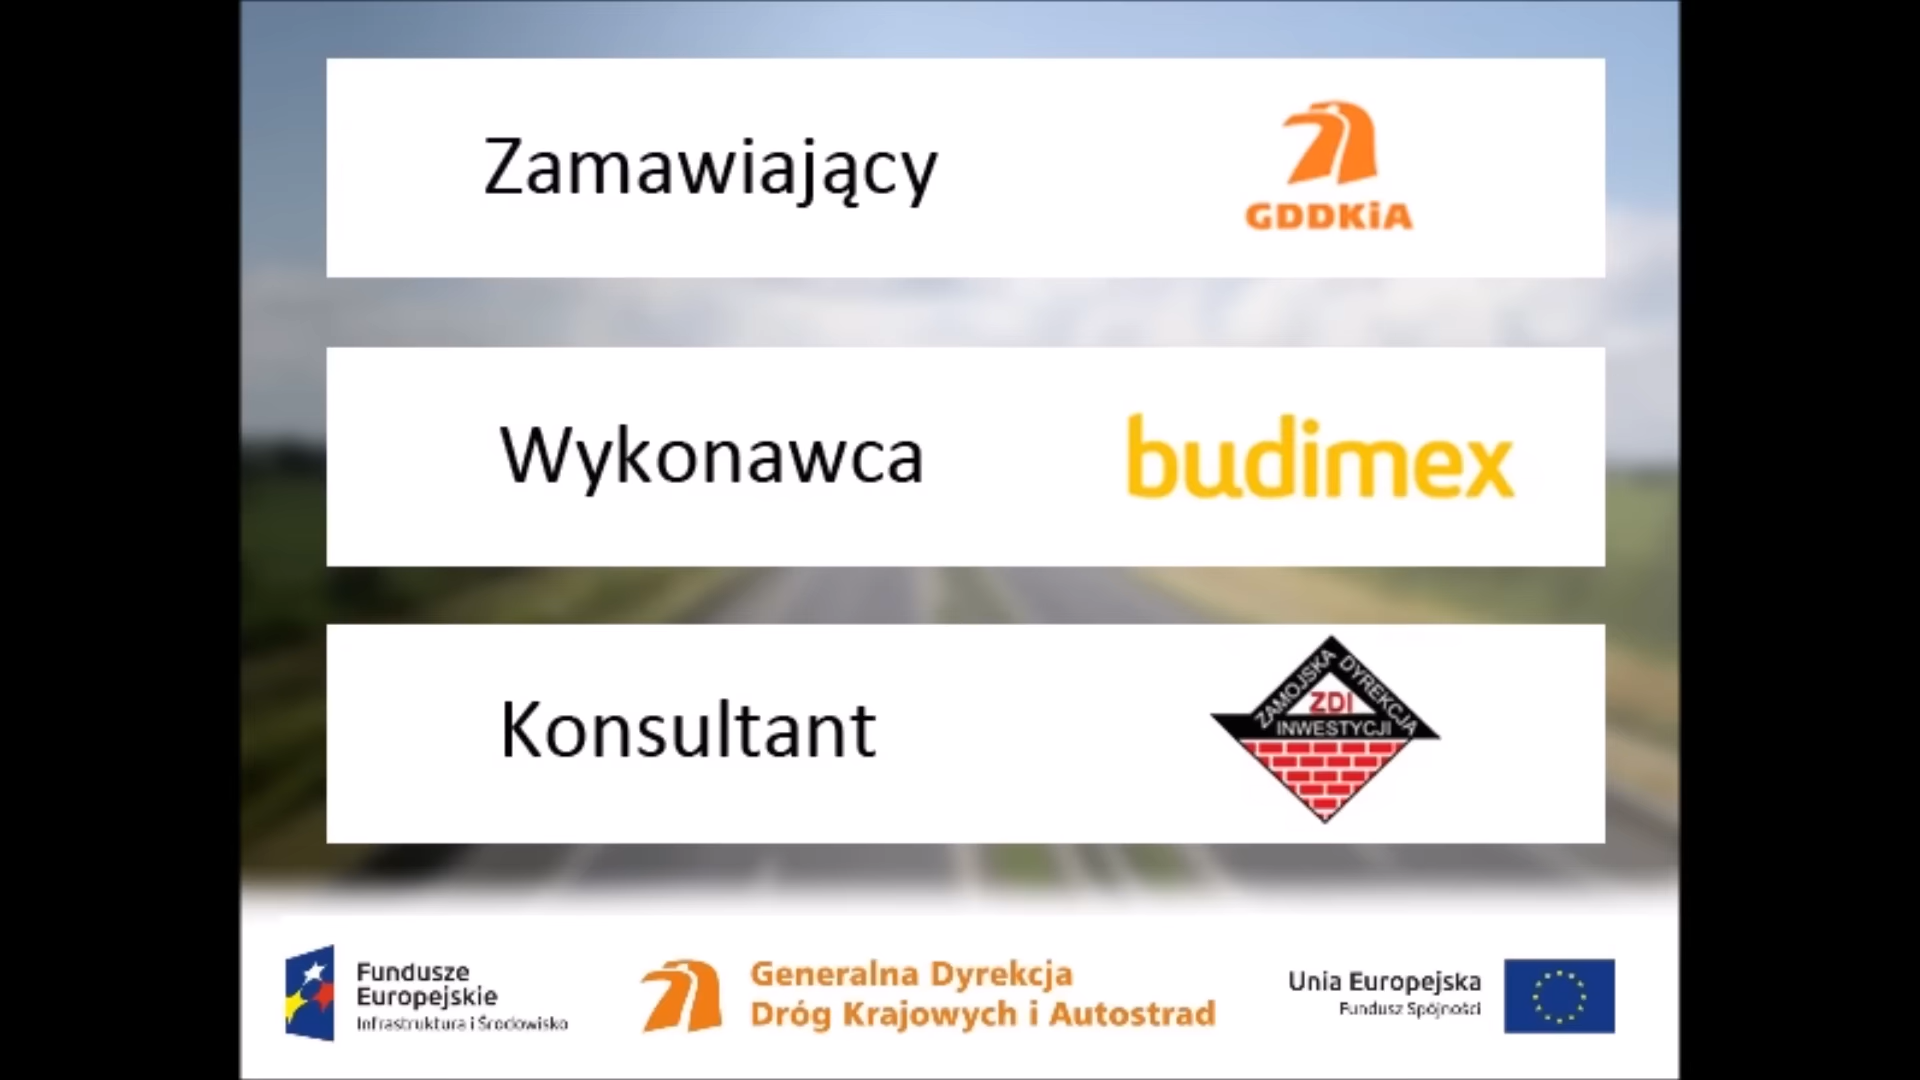 Zamawiający
GDDKiA
Wykonawca
budimex
Konsultant
ZAMOJSKA DYREKCJA
ZDI
INWESTYCJI
Fundusze
Europejskie
Infrastruktura i Środowisko
Generalna Dyrekcja
Dróg Krajowych i Autostrad
Unia Europejska
Fundusz Spójności